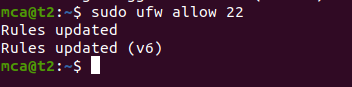 mca@t2:~$ sudo ufw allow 22
Rules updated
Rules updated (v6)
mca@t2:~$